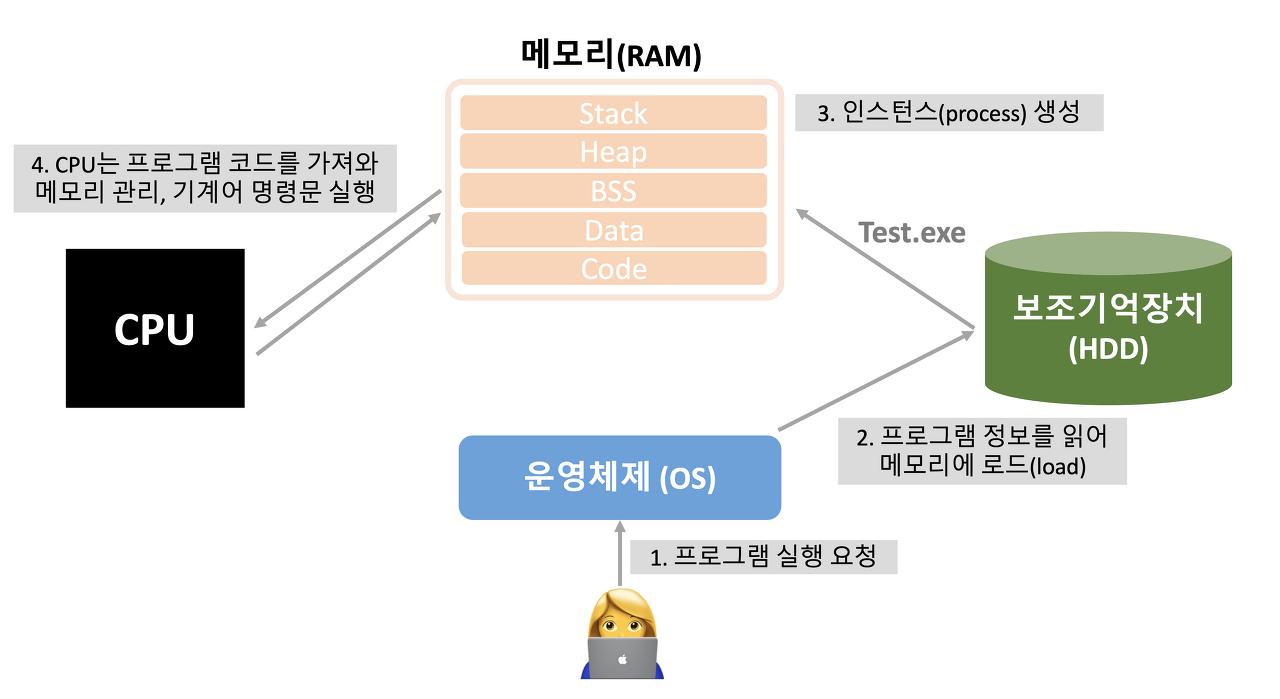 메모리(RAM)
Stack
Heap
BSS
Data
Code
3. 인스턴스(process) 생성
4. CPU는 프로그램 코드를 가져와
메모리 관리, 기계어 명령문 실행
CPU
Test.exe
보조기억장치
(HDD)
2. 프로그램 정보를 읽어
메모리에 로드(load)
운영체제 (OS)
1. 프로그램 실행 요청